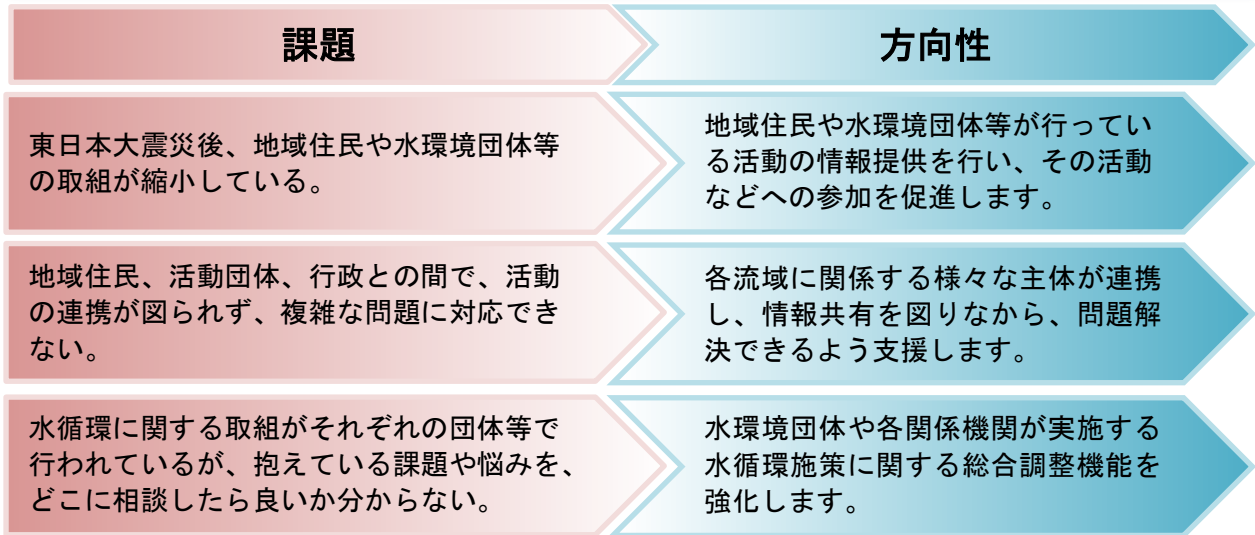 課題
方向性
東日本大震災後、地域住民や水環境団体等
の取組が縮小している。
地域住民や水環境団体等が行ってい
る活動の情報提供を行い、その活動
などへの参加を促進します。
地域住民、活動団体、行政との間で、活動
の連携が図られず、複雑な問題に対応でき
ない。
各流域に関係する様々な主体が連携
し、情報共有を図りなから、問題解
決できるよう支援します。
水循環に関する取組がそれぞれの団体等で
行われているが、抱えている課題や悩みを、
どこに相談したら良いか分からない。
水環境団体や各関係機関が実施する
水循環施策に関する総合調整機能を
強化します。